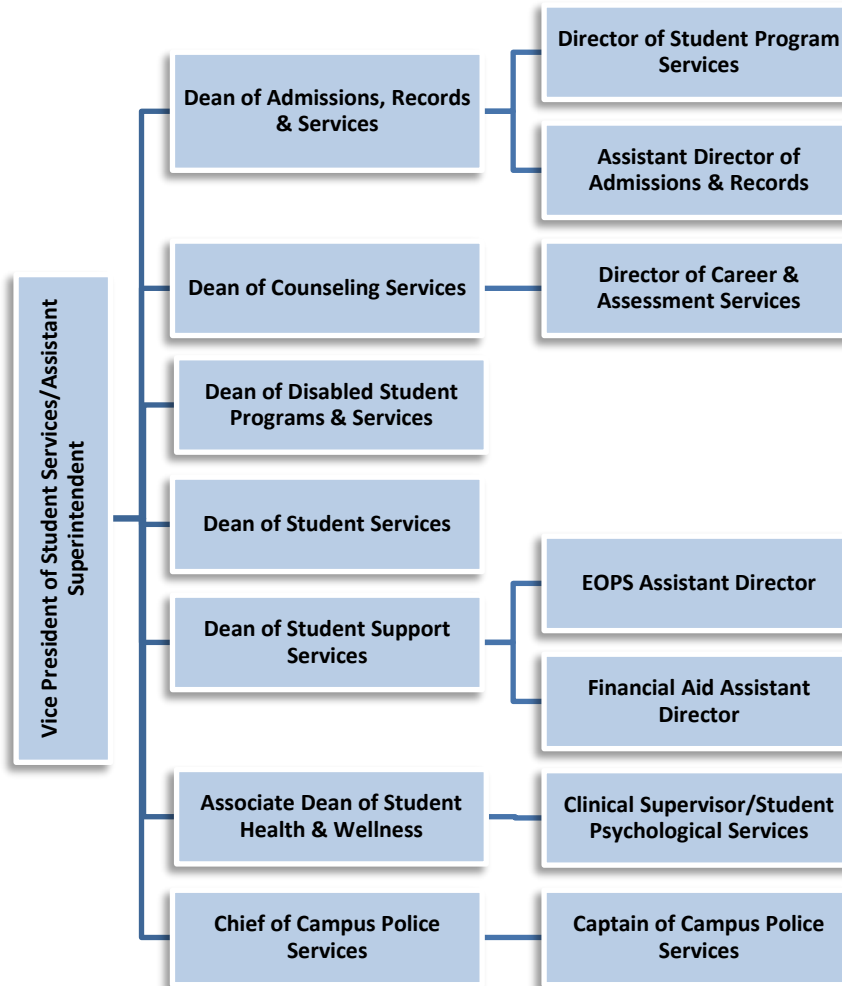 Director of Student Program
Services
Dean of Admissions, Records
& Services
Assistant Director of
Admissions & Records
Dean of Counseling Services
Director of Career &
Assessment Services
Vice President of Student Services/Assistant
Superintendent
Dean of Disabled Student
Programs & Services
Dean of Student Services
EOPS Assistant Director
Dean of Student Support
Services
Financial Aid Assistant
Director
Associate Dean of Student
Health & Wellness
Clinical Supervisor/Student
Psychological Services
Chief of Campus Police
Services
Captain of Campus Police
Services